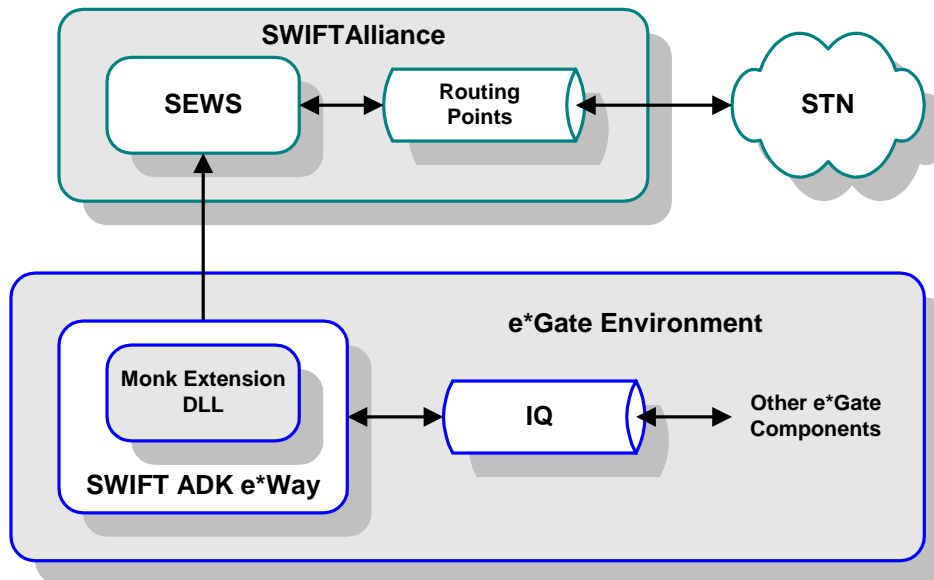 SWIFTAlliance
SEWS
Routing
Points
STN
e*Gate Environment
Monk Extension
DLL
IQ
Other e*Gate
Components
SWIFT ADK e*Way